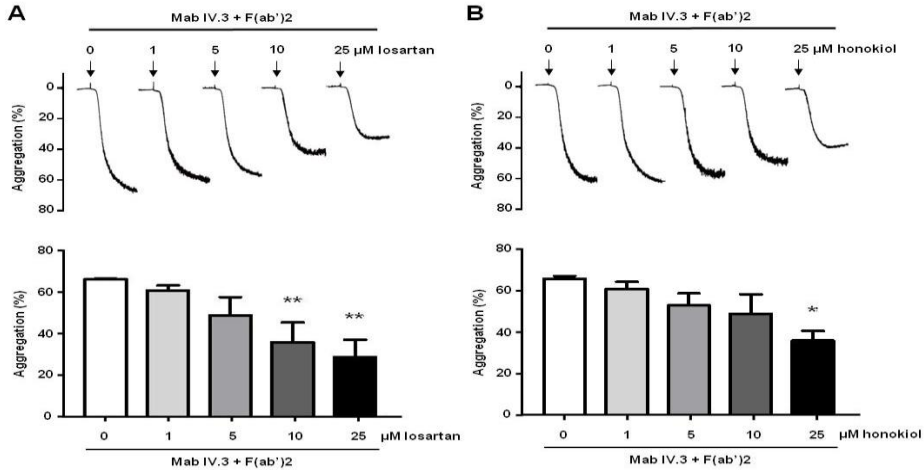 A
Mab IV.3 + F(ab')2
0 1 5 10 25 µM losartan
Aggregation (%)
0
20
40
60
80
Aggregation (%)
80
60
40
20
0
** **
0 1 5 10 25 µM losartan
Mab IV.3 + F(ab')2
B
Mab IV.3 + F(ab')2
0 1 5 10 25 µM honokiol
Aggregation (%)
0
20
40
60
80
Aggregation (%)
80
60
40
20
0
*
0 1 5 10 25 µM honokiol
Mab IV.3 + F(ab')2